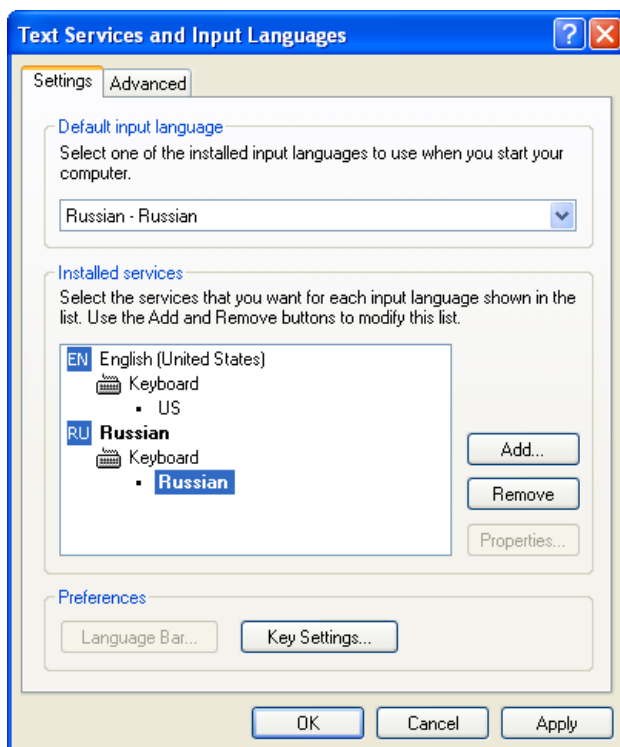 Text Services and Input Languages
Settings
Advanced
Default input language
Select one of the installed input languages to use when you start your
computer.
Russian - Russian
Installed services
Select the services that you want for each input language shown in the
list. Use the Add and Remove buttons to modify this list.
EN English (United States)
Keyboard
• US
RU Russian
Keyboard
• Russian
Add...
Remove
Properties...
Preferences
Language Bar...
Key Settings...
OK
Cancel
Apply